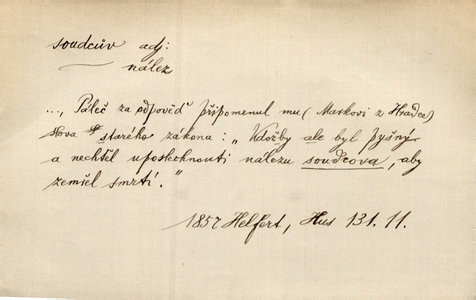 soudcův adj:
— nález
..., Páleč za odpověď připomenul mu (Markovi z Hradce)
slova starého zákona: „Kdožby ale byl pyšný
a nechtěl uposlechnouti nálezu soudcova, aby
zemřel smrtí."
1857 Helfert, Hus 131. 11.